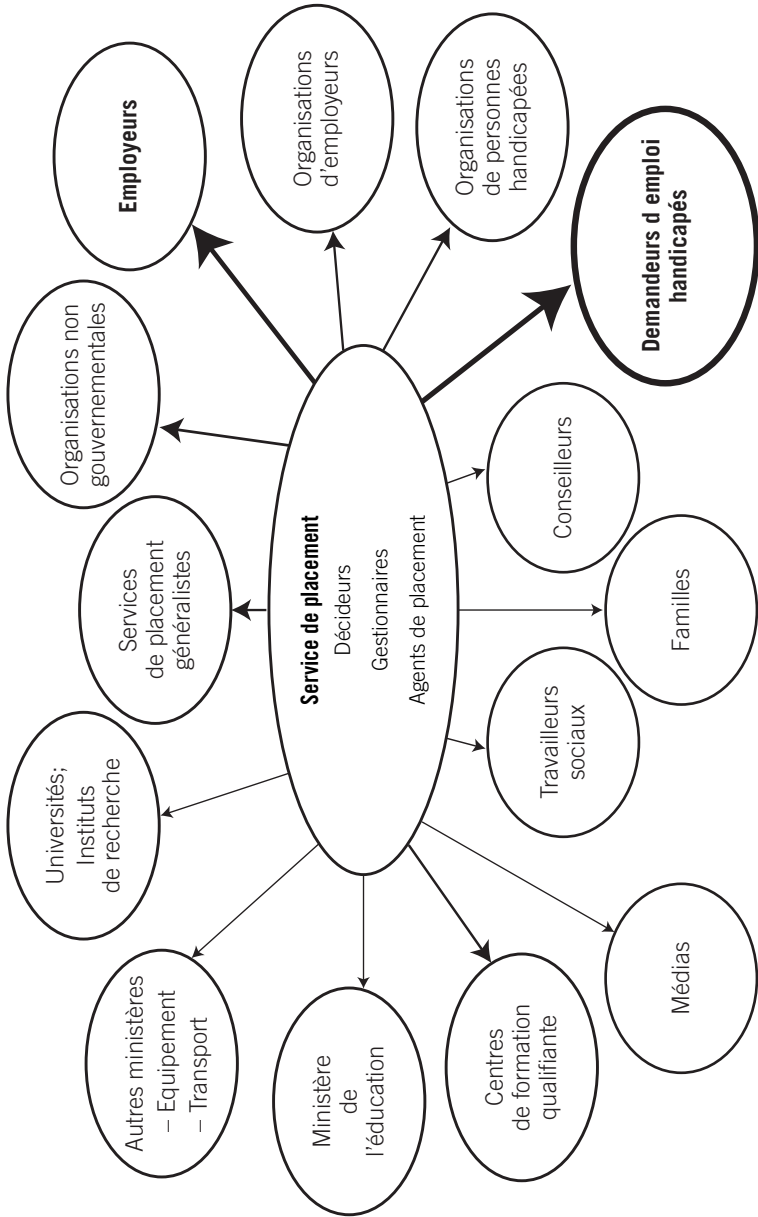 Autres ministères
– Equipement
– Transport
Universités;
Instituts
de recherche
Services
de placement
généralistes
Organisations non
gouvernementales
Employeurs
Ministère
de
l'éducation
Service de placement
Décideurs
Gestionnaires
Agents de placement
Organisations
d'employeurs
Centres
de formation
qualifiante
Organisations
de personnes
handicapées
Médias
Travailleurs
sociaux
Familles
Conseilleurs
Demandeurs d emploi
handicapés